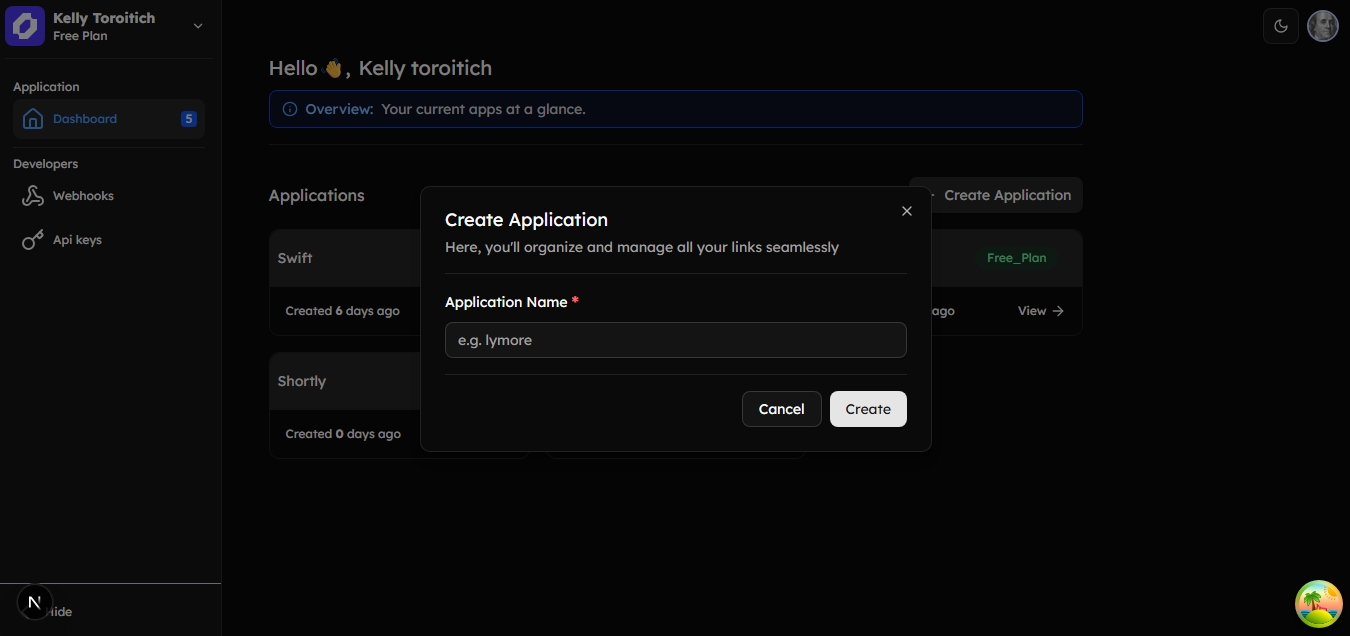 Kelly Toroitich
Free Plan
Application
Dashboard 5
Developers
Webhooks
Api keys
Hello 👋, Kelly toroitich
Overview: Your current apps at a glance.
Applications
Create Application
Swift
Free_Plan
Created 6 days ago
ago
View →
Shortly
Created 0 days ago
Create Application
Here, you'll organize and manage all your links seamlessly
Application Name *
e.g. lymore
Cancel Create
N